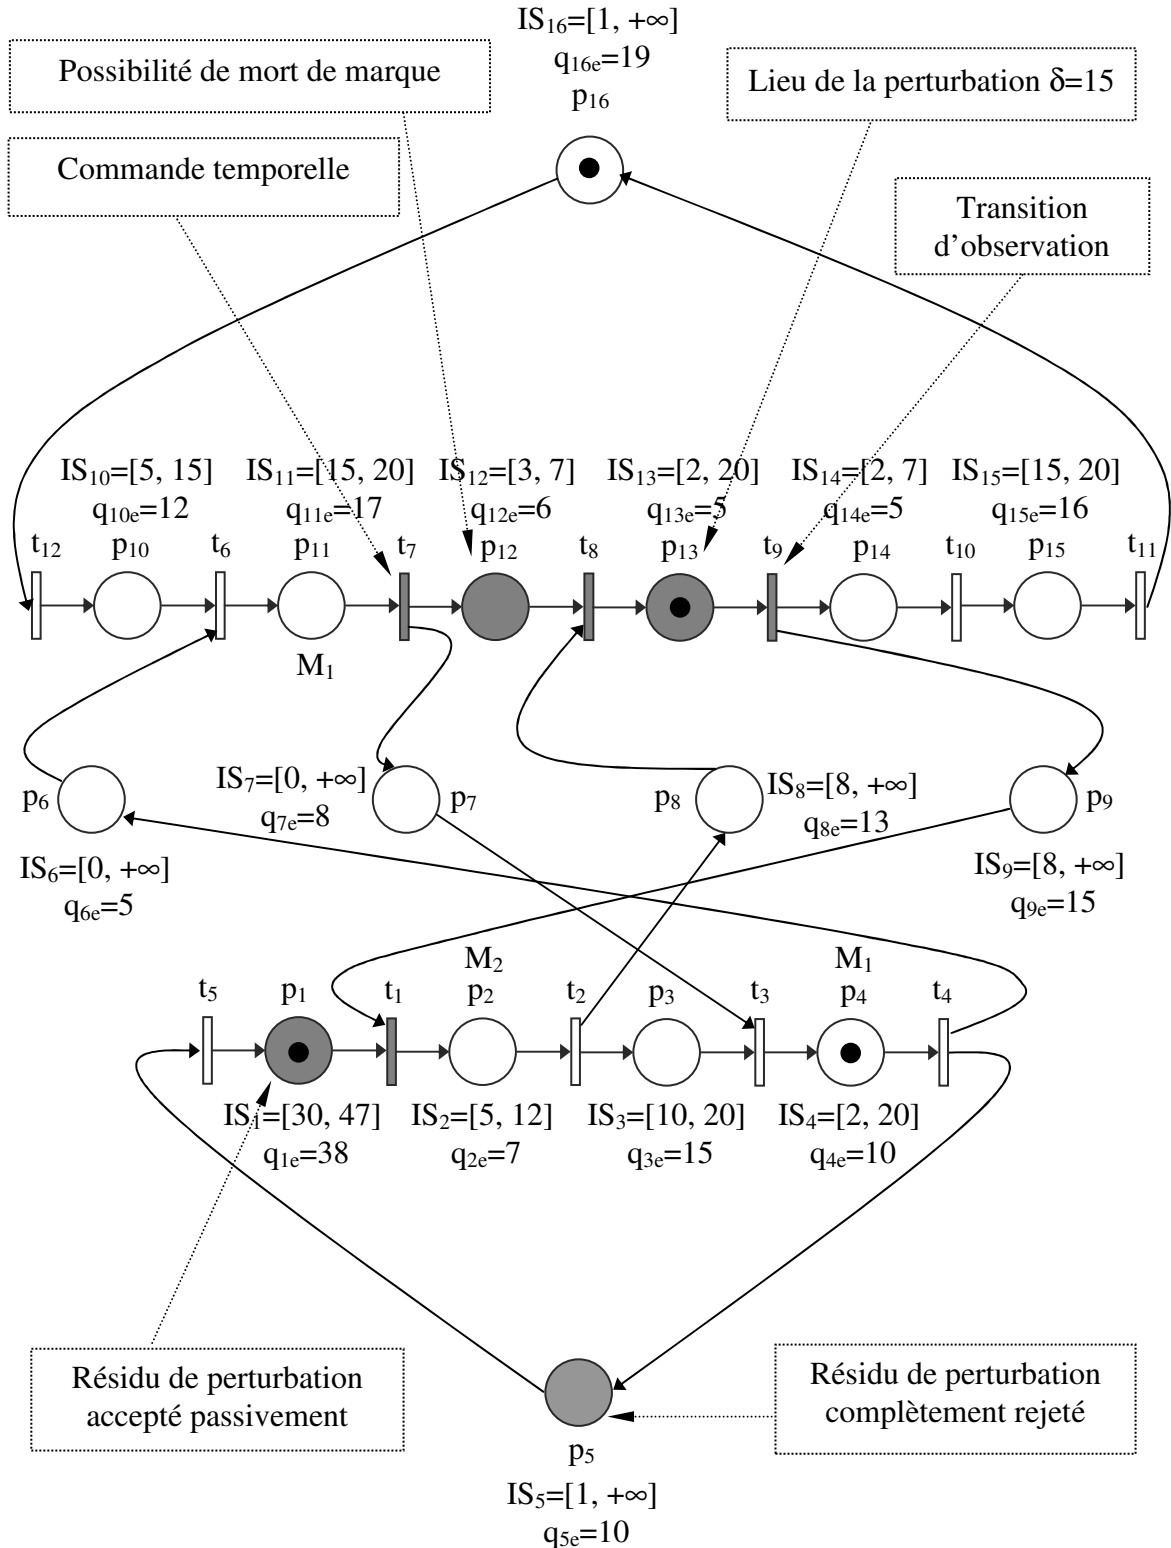 IS16=[1, +∞]
q16e=19
p16
Possibilité de mort de marque
Lieu de la perturbation δ=15
Commande temporelle
Transition
d’observation
IS10=[5, 15]
q10e=12
p10
IS11=[15, 20]
q11e=17
p11
IS12=[3, 7]
q12e=6
p12
IS13=[2, 20]
q13e=5
p13
IS14=[2, 7]
q14e=5
p14
IS15=[15, 20]
q15e=16
p15
t12
t6
t7
t8
t9
t10
t11
M1
p6
IS6=[0, +∞]
q6e=5
IS7=[0, +∞]
q7e=8
p7
p8
IS8=[8, +∞]
q8e=13
p9
IS9=[8, +∞]
q9e=15
t5
p1
t1
M2
p2
t2
p3
t3
M1
p4
t4
IS1=[30, 47]
q1e=38
IS2=[5, 12]
q2e=7
IS3=[10, 20]
q3e=15
IS4=[2, 20]
q4e=10
Résidu de perturbation
accepté passivement
Résidu de perturbation
complètement rejeté
p5
IS5=[1, +∞]
q5e=10